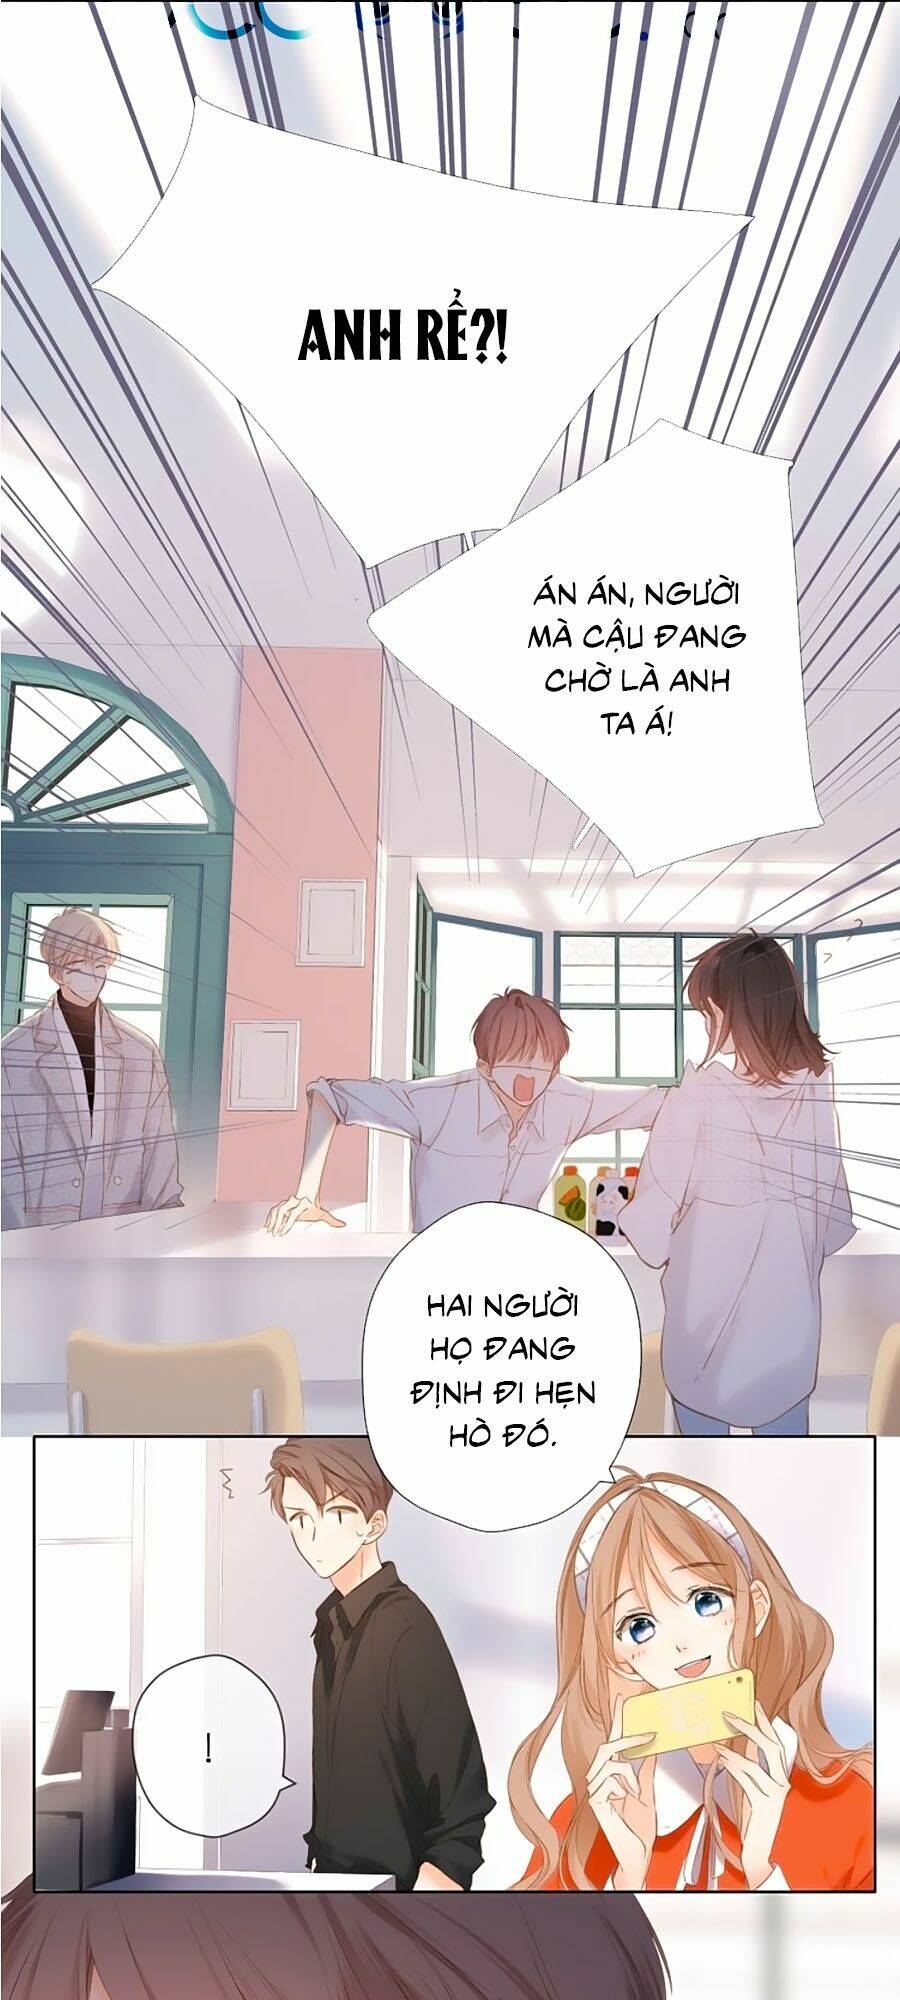 ANH RỂ?!
ÁN ÁN, NGƯỜI
MÀ CẬU ĐANG
CHỜ LÀ ANH
TA Á!
HAI NGƯỜI
HỌ ĐANG
ĐỊNH ĐI HẸN
HÒ ĐÓ.
!